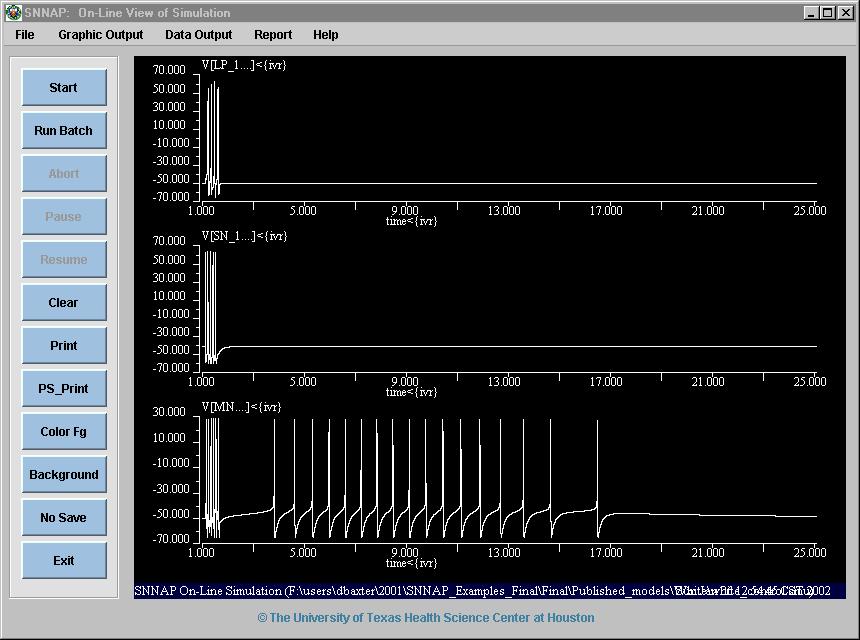 SNNAP: On-Line View of Simulation
File Graphic Output Data Output Report Help
Start
Run Batch
Abort
Pause
Resume
Clear
Print
PS_Print
Color Fg
Background
No Save
Exit
V[LP_1....]<{ivr}
70.000
50.000
30.000
10.000
-10.000
-30.000
-50.000
-70.000
1.000 5.000 9.000 13.000 17.000 21.000 25.000
time<{ivr}
V[SN_1....]<{ivr}
70.000
50.000
30.000
10.000
-10.000
-30.000
-50.000
-70.000
1.000 5.000 9.000 13.000 17.000 21.000 25.000
time<{ivr}
V[MN....]<{ivr}
30.000
10.000
-10.000
-30.000
-50.000
-70.000
1.000 5.000 9.000 13.000 17.000 21.000 25.000
time<{ivr}
SNNAP On-Line Simulation (F:\users\dbaxter\2001\SNNAP_Examples_Final\Final\Published_models\ 2002
© The University of Texas Health Science Center at Houston